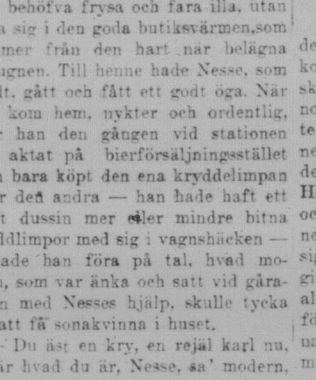 behöfva frysa och fara illa, utan
a sig i den goda butiksvärmen,som
mer från den hart när belägna
ugnen. Till henne hade Nesse, som
lt, gått och fått ett godt öga. När
kom hem, nykter och ordentlig,
r han den gången vid stationen
aktat på bierförsäljningsstället
n bara köpt den ena kryddelimpan
r den andra — han hade haft ett
t dussin mer eller mindre bitna
ddlimpor med sig i vagnshäcken —
ade han föra på tal, hvad mo-
n, som var änka och satt vid gåra-
n med Nesses hjälp, skulle tycka
att få sonakvinna i huset.
- Du äst en kry, en rejäl karl nu,
är hvad du är, Nesse, sa' modern,